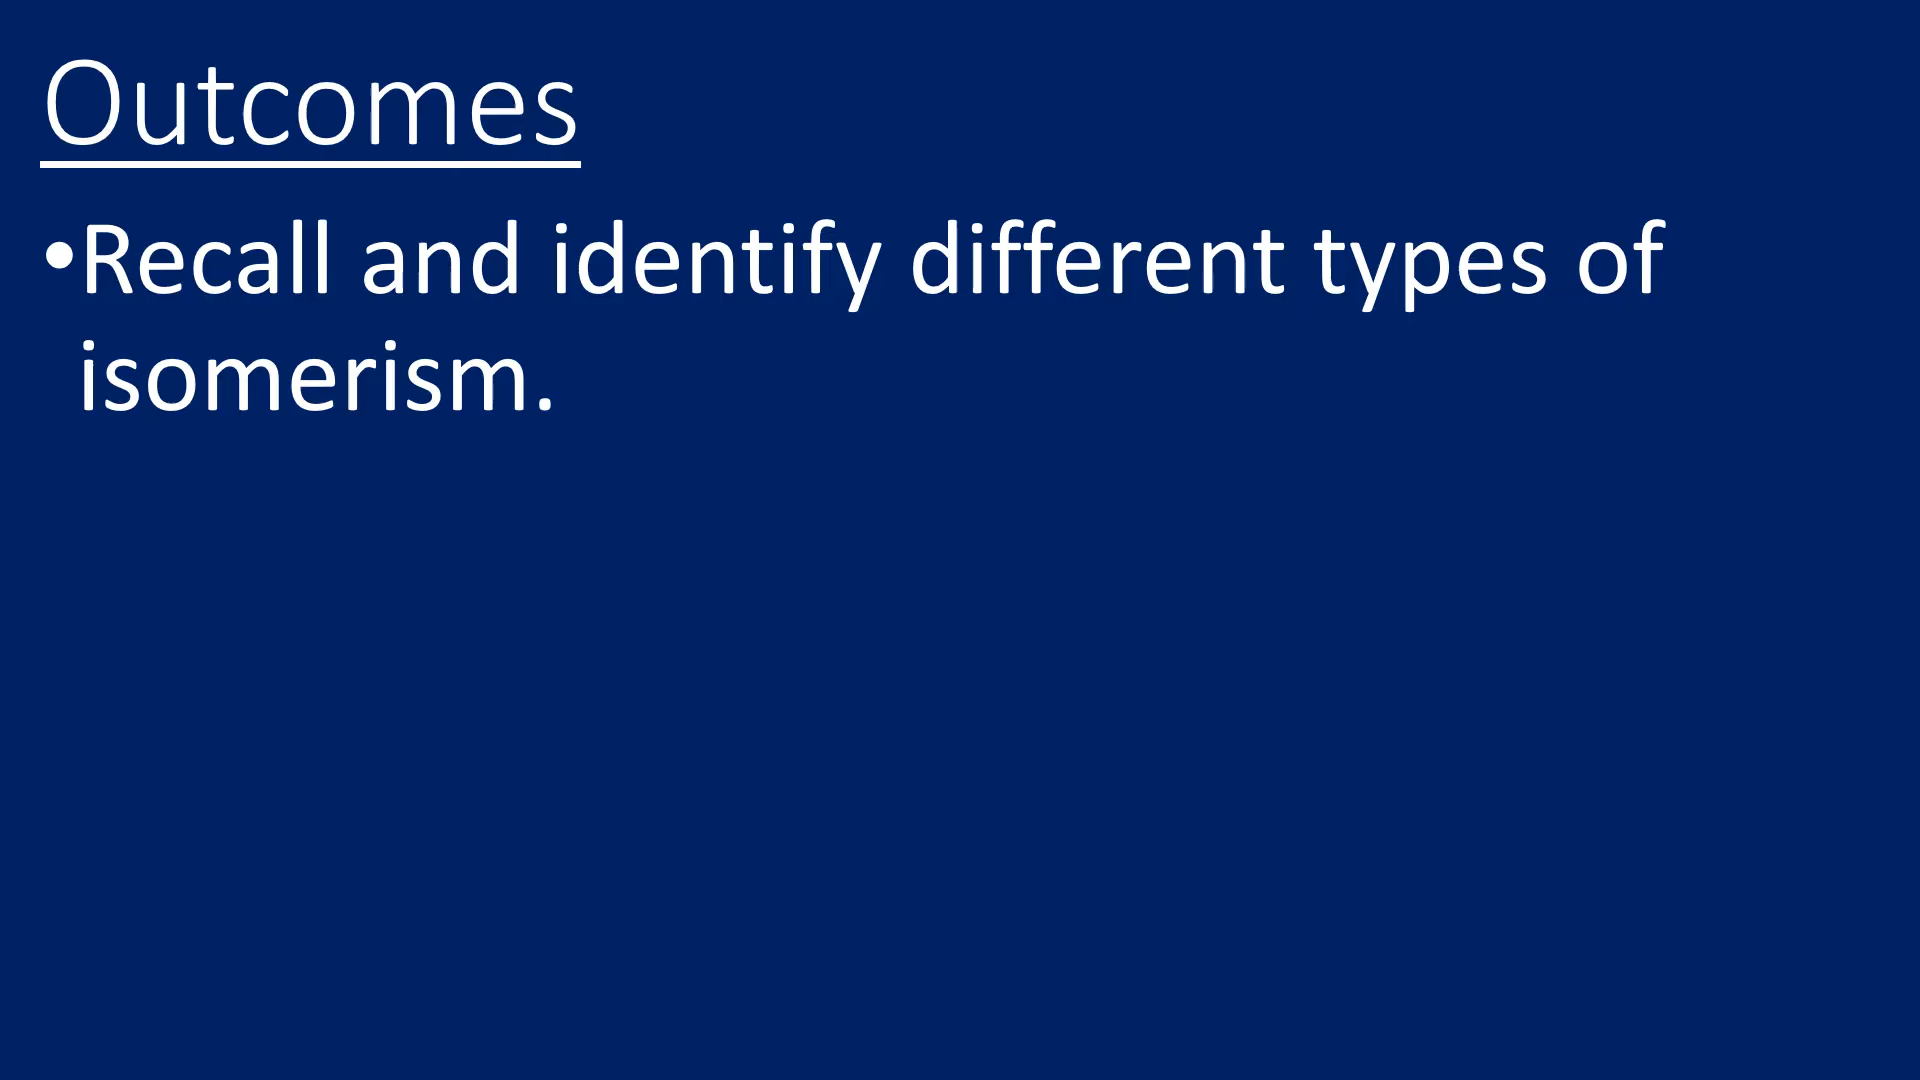 Outcomes
•Recall and identify different types of
isomerism.